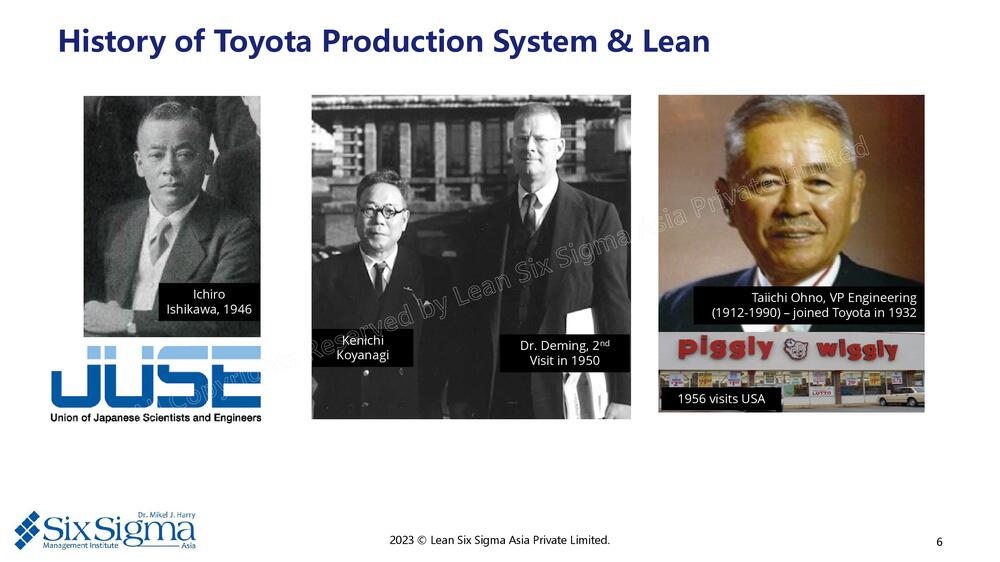 History of Toyota Production System & Lean
Ichiro
Ishikawa, 1946
JUSE
Union of Japanese Scientists and Engineers
Kenichi
Koyanagi
Dr. Deming, 2nd
Visit in 1950
Taiichi Ohno, VP Engineering
(1912-1990) – joined Toyota in 1932
piggly wiggly
LOTTO
1956 visits USA
Copyrights Reserved by Lean Six Sigma Asia Private Limited
Dr. Mikel J. Harry
Six Sigma
Management Institute Asia
2023 © Lean Six Sigma Asia Private Limited.
6